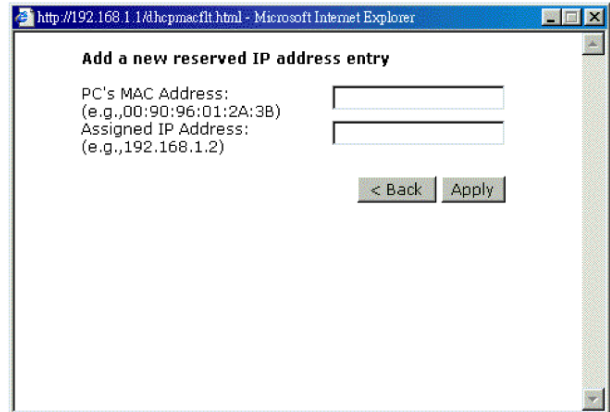 http://192.168.1.1/dhcpmacflt.html - Microsoft Internet Explorer
Add a new reserved IP address entry
PC's MAC Address:
(e.g.,00:90:96:01:2A:3B)
Assigned IP Address:
(e.g.,192.168.1.2)
< Back Apply